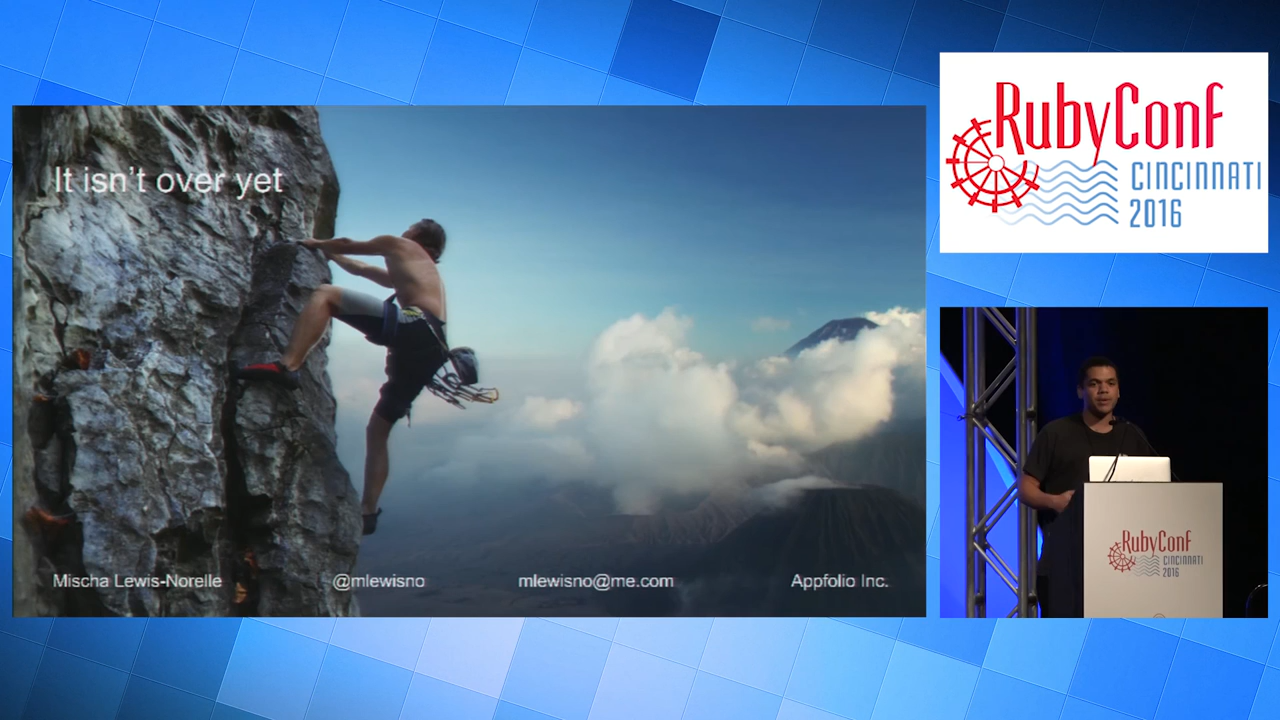 It isn't over yet
Mischa Lewis-Norelle @mlewisno mlewisno@me.com Appfolio Inc.
RubyConf
CINCINNATI
2016
RubyConf
CINCINNATI
2016